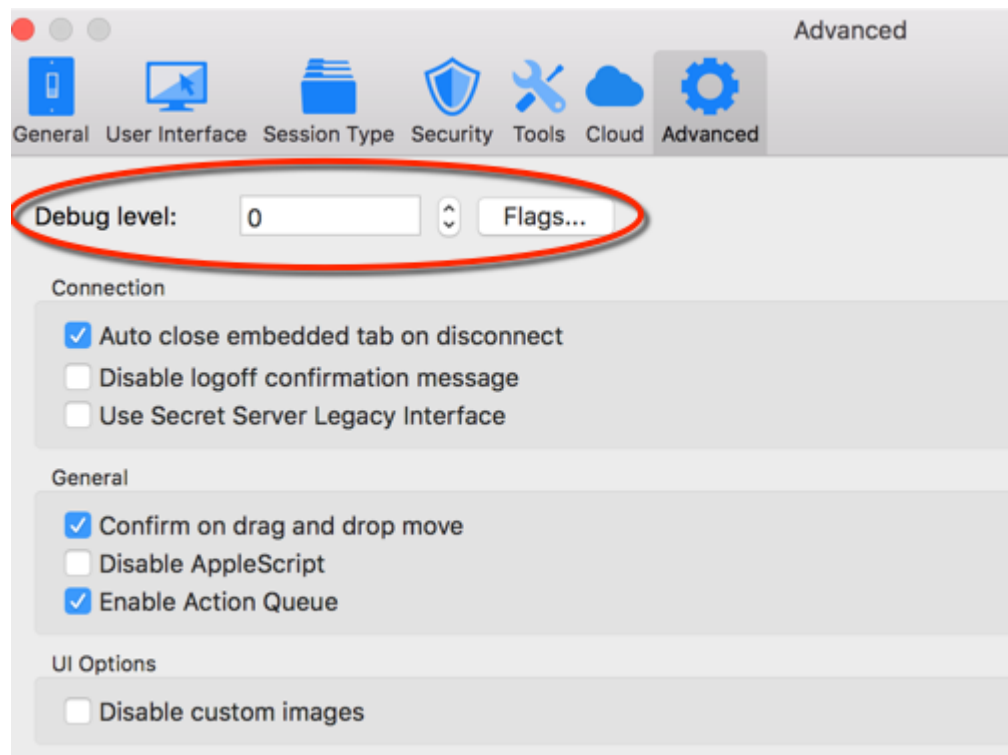 Advanced
General User Interface Session Type Security Tools Cloud Advanced
Debug level: 0 Flags...
Connection
Auto close embedded tab on disconnect
Disable logoff confirmation message
Use Secret Server Legacy Interface
General
Confirm on drag and drop move
Disable AppleScript
Enable Action Queue
UI Options
Disable custom images